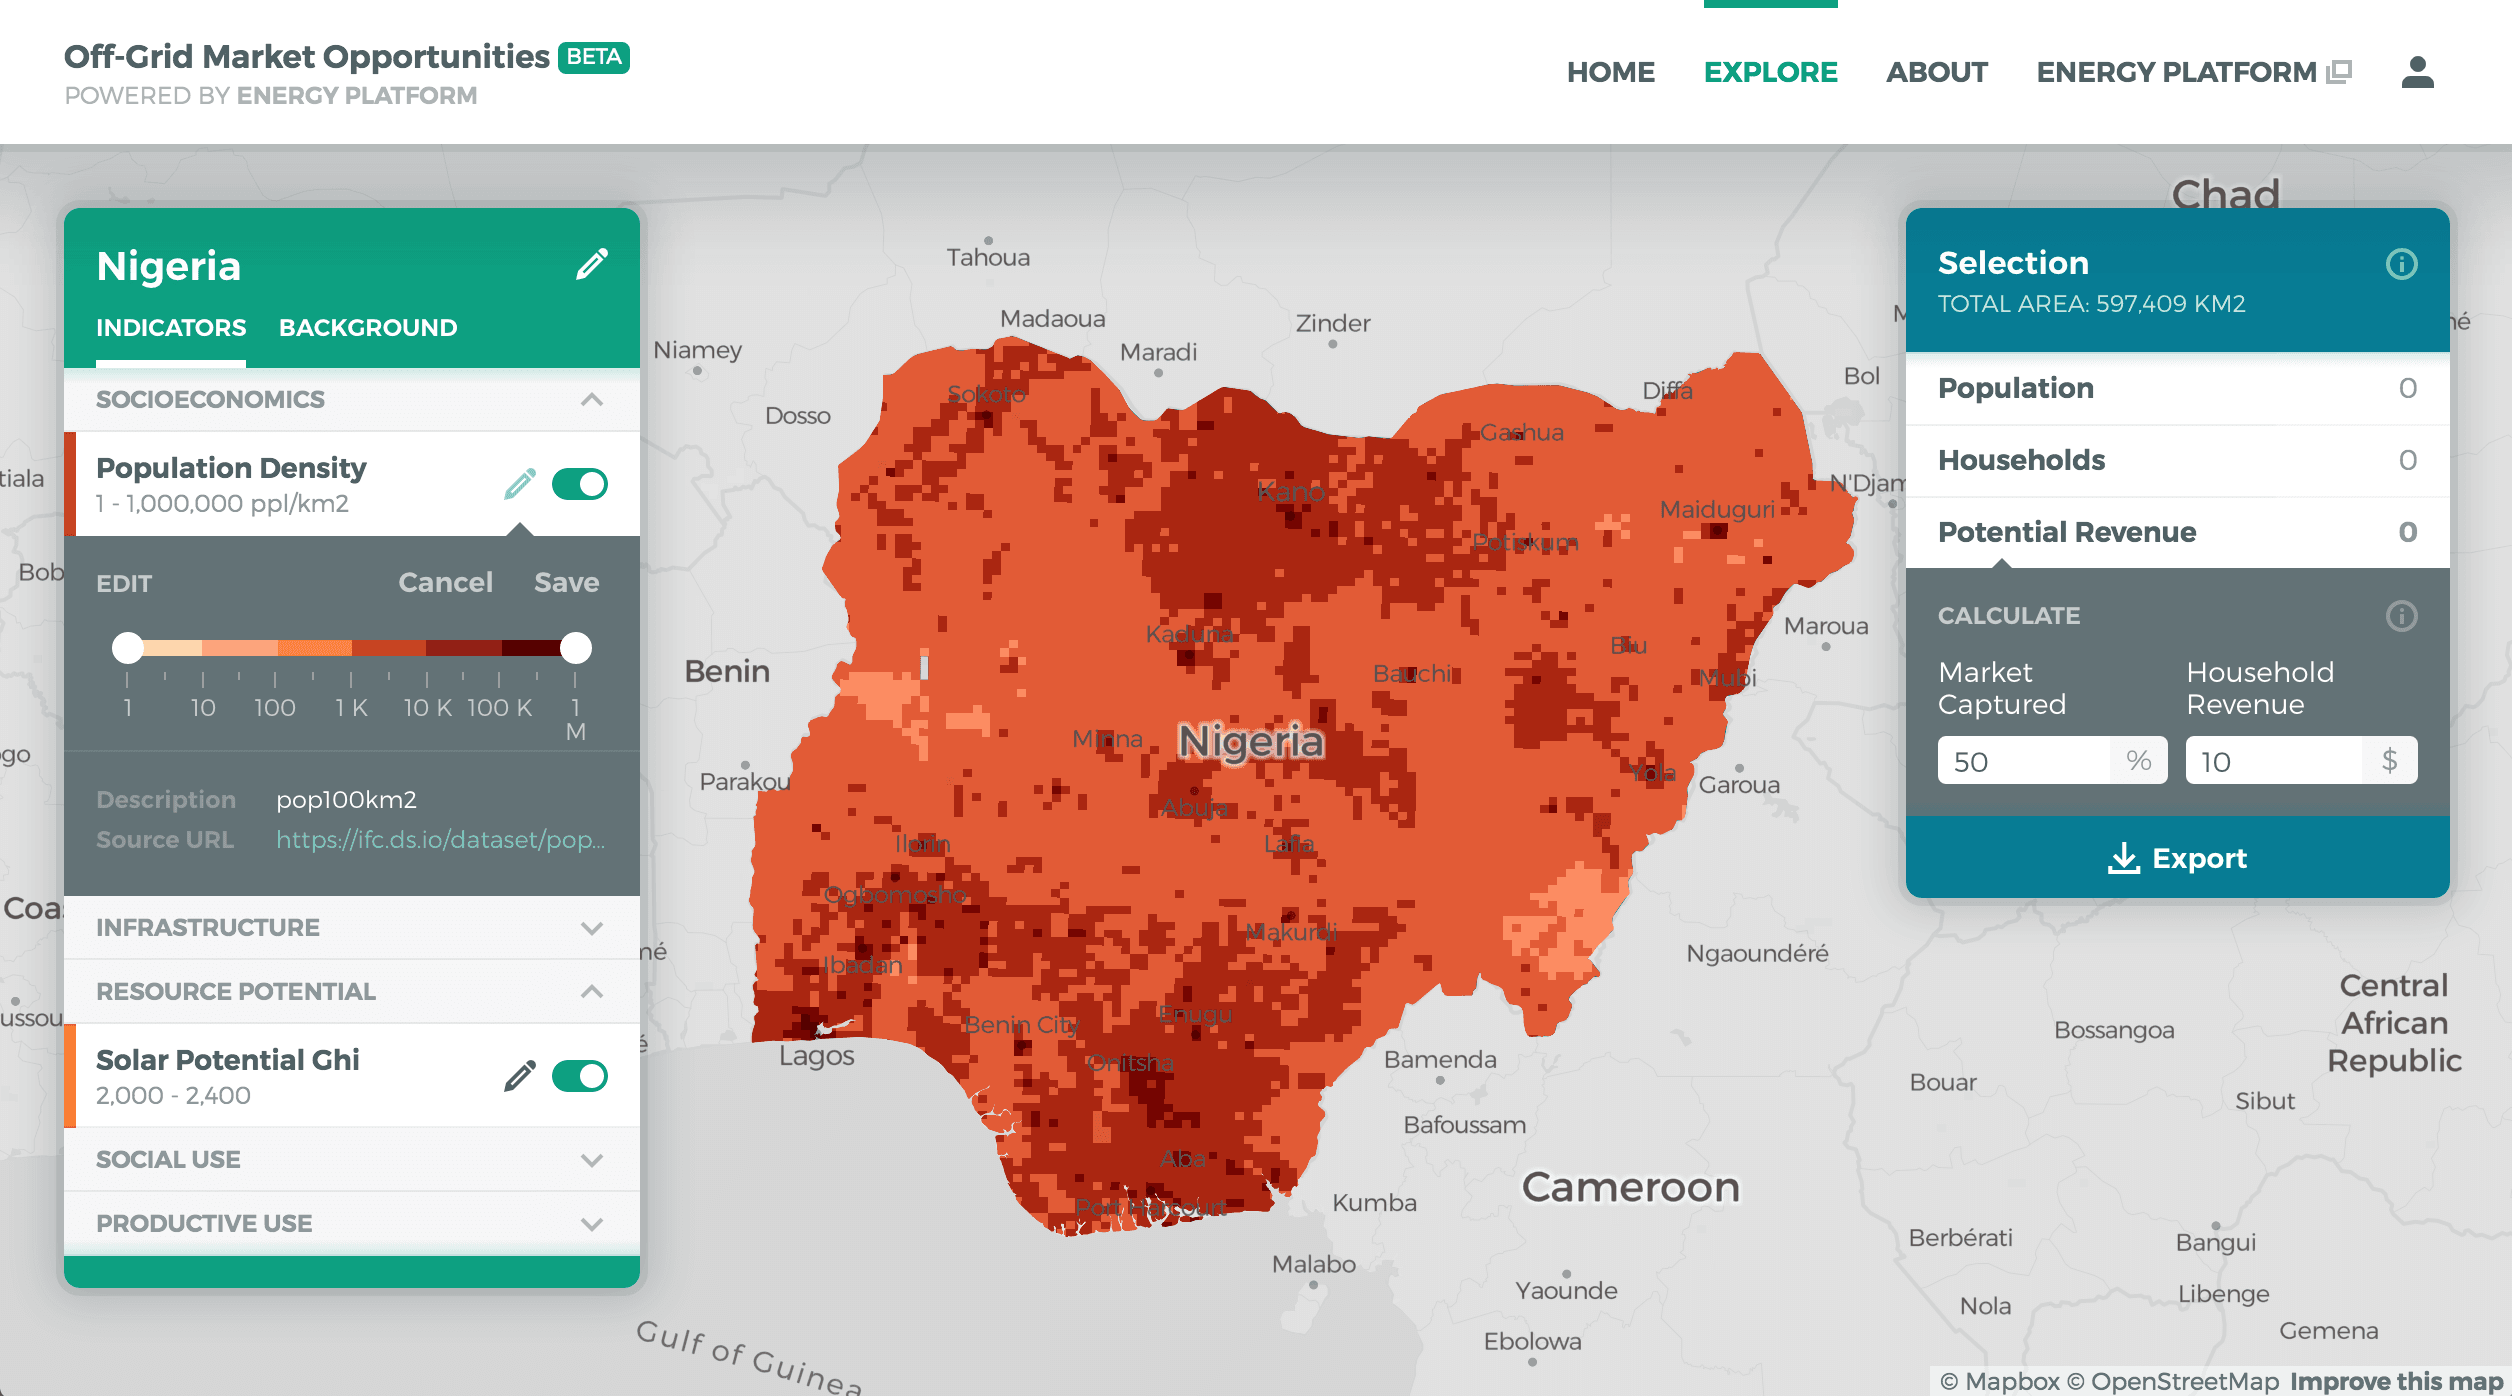 Off-Grid Market Opportunities BETA
POWERED BY ENERGY PLATFORM
HOME EXPLORE ABOUT ENERGY PLATFORM
Nigeria
INDICATORS BACKGROUND
SOCIOECONOMICS
Population Density
1 - 1,000,000 ppl/km2
EDIT Cancel Save
1 10 100 1 K 10 K 100 K 1 M
Description pop100km2
Source URL https://ifc.ds.io/dataset/pop...
INFRASTRUCTURE
RESOURCE POTENTIAL
Solar Potential Ghi
2,000 - 2,400
SOCIAL USE
PRODUCTIVE USE
Chad
Tahoua
Madaoua
Zinder
Niamey
Maradi
Bol
Diffa
Sokoto
Dosso
Gashua
tiala
N'Djam
Kano
Maiduguri
Potiskum
Bob
Maroua
Kaduna
Biu
Benin
Bauchi
Mubi
Minna
Nigeria
go
Parakou
Yola
Garoua
Abuja
Ilorin
Lafia
Ogbomosho
Coa
Makurdi
né
Ngaoundéré
Ibadan
Central
African
Republic
Enugu
ussou
Benin City
Bossangoa
é
Lagos
Onitsha
Bamenda
Bouar
Sibut
Bafoussam
Aba
Cameroon
Kumba
Port Harcourt
Berbérati
Bangui
Malabo
Yaounde
Libenge
Nola
Gulf of Guinea
Ebolowa
Gemena
Selection
TOTAL AREA: 597,409 KM2
Population 0
Households 0
Potential Revenue 0
CALCULATE
Market Captured
Household Revenue
50 %
10 $
Export
© Mapbox © OpenStreetMap Improve this map